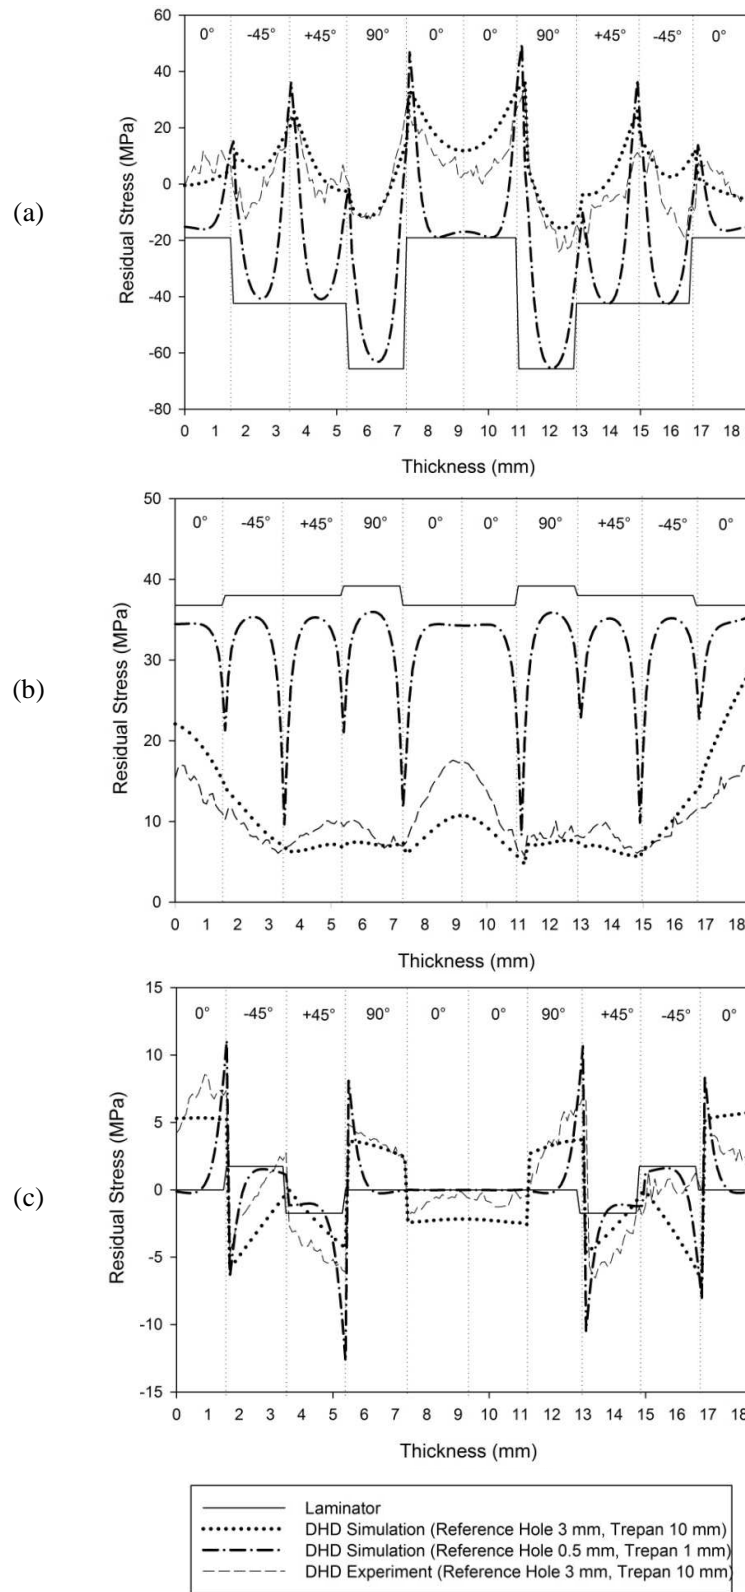 (a)
Residual Stress (MPa)
60
40
20
0
-20
-40
-60
-80
0° -45° +45° 90° 0° 0° 90° +45° -45° 0°
0 1 2 3 4 5 6 7 8 9 10 11 12 13 14 15 16 17 18
Thickness (mm)
(b)
Residual Stress (MPa)
50
40
30
20
10
0
0° -45° +45° 90° 0° 0° 90° +45° -45° 0°
0 1 2 3 4 5 6 7 8 9 10 11 12 13 14 15 16 17 18
Thickness (mm)
(c)
Residual Stress (MPa)
15
10
5
0
-5
-10
-15
0° -45° +45° 90° 0° 0° 90° +45° -45° 0°
0 1 2 3 4 5 6 7 8 9 10 11 12 13 14 15 16 17 18
Thickness (mm)
Laminator
DHD Simulation (Reference Hole 3 mm, Trepan 10 mm)
DHD Simulation (Reference Hole 0.5 mm, Trepan 1 mm)
DHD Experiment (Reference Hole 3 mm, Trepan 10 mm)